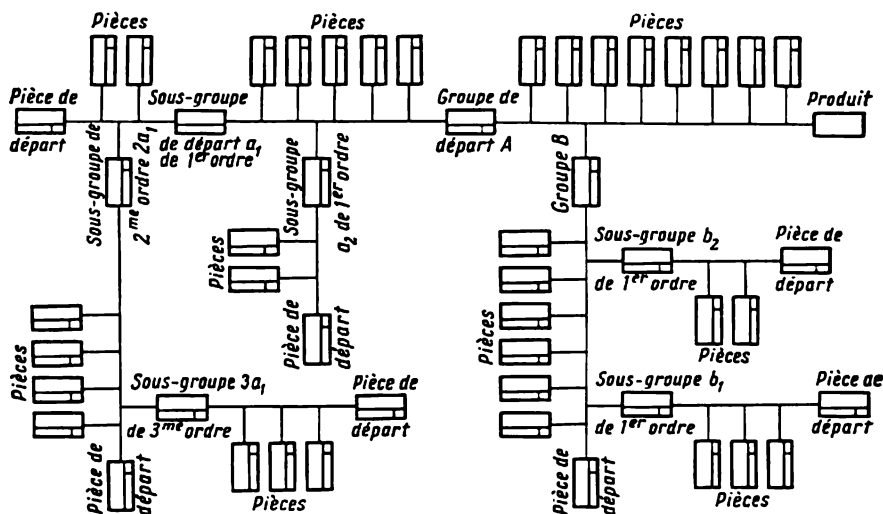 Pièces
Pièces
Pièces
Pièce de
départ
Sous-groupe
de départ a1
de 1er ordre
Groupe de
départ A
Produit
Sous-groupe de
2me ordre 2a1
Sous-groupe
a2 de 1er ordre
Groupe B
Pièces
Pièce de
départ
Sous-groupe b2
de 1er ordre
Pièce de
départ
Pièces
Pièces
Pièces
Sous-groupe 3a1
de 3me ordre
Pièce de
départ
Pièces
Pièce de
départ
Sous-groupe b1
de 1er ordre
Pièce ae
départ
Pièces
Pièce de
départ